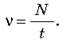 ν = N/t.